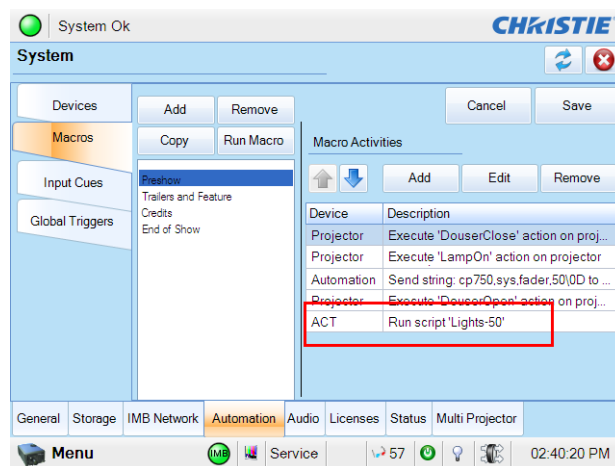 System Ok
CHRISTIE
System
Devices
Macros
Input Cues
Global Triggers
Add
Remove
Copy
Run Macro
Preshow
Trailers and Feature
Credits
End of Show
Cancel
Save
Macro Activities
Add
Edit
Remove
Device Description
Projector Execute 'DouserClose' action on proj...
Projector Execute 'LampOn' action on projector
Automation Send string: cp750,sys,fader,50\0D to ...
Projector Execute 'DouserOpen' action on proj...
ACT Run script 'Lights-50'
General Storage IMB Network Automation Audio Licenses Status Multi Projector
Menu IMB Service 57 02:40:20 PM